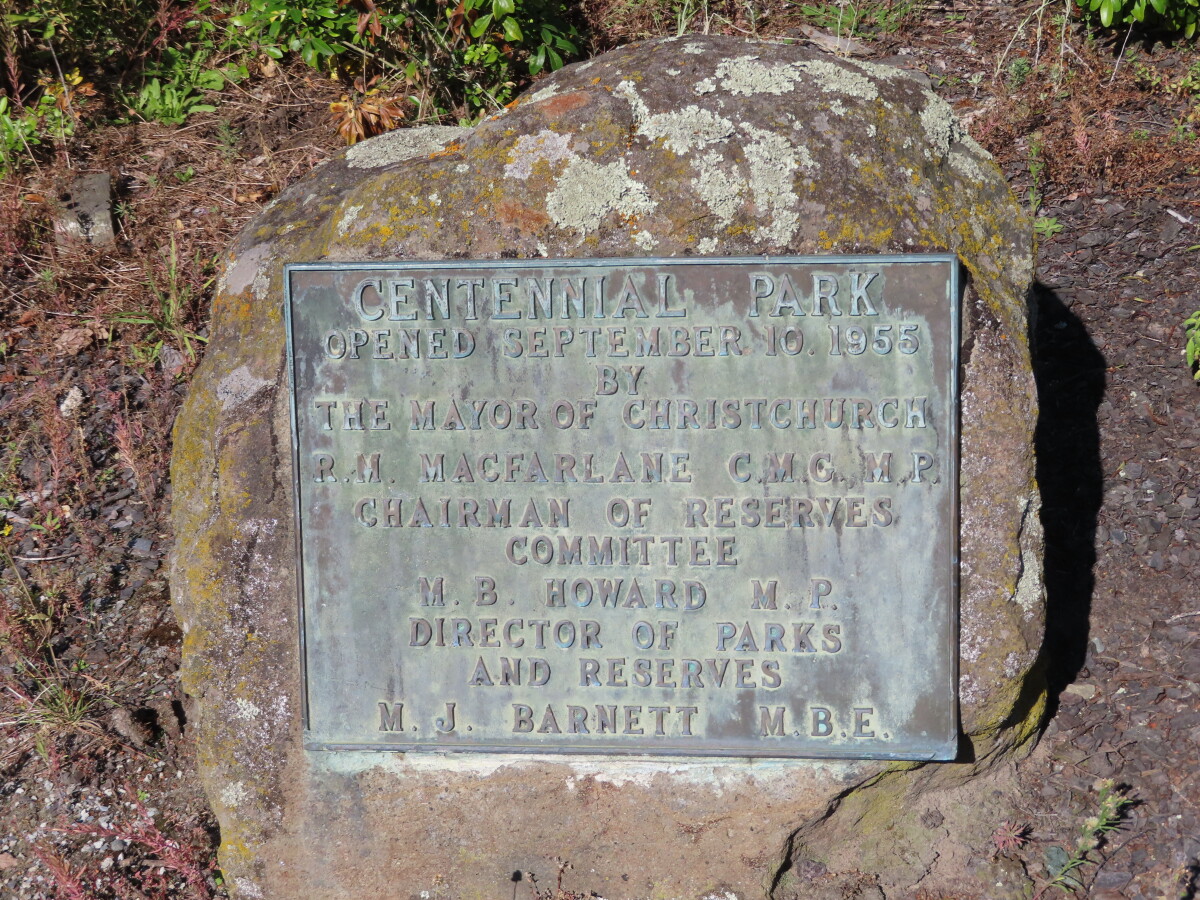 CENTENNIAL PARK
OPENED SEPTEMBER 10. 1955
BY
THE MAYOR OF CHRISTCHURCH
R. M. MACFARLANE C.M.G. M.P.
CHAIRMAN OF RESERVES
COMMITTEE
M. B. HOWARD M. P.
DIRECTOR OF PARKS
AND RESERVES
M. J. BARNETT M.B.E.